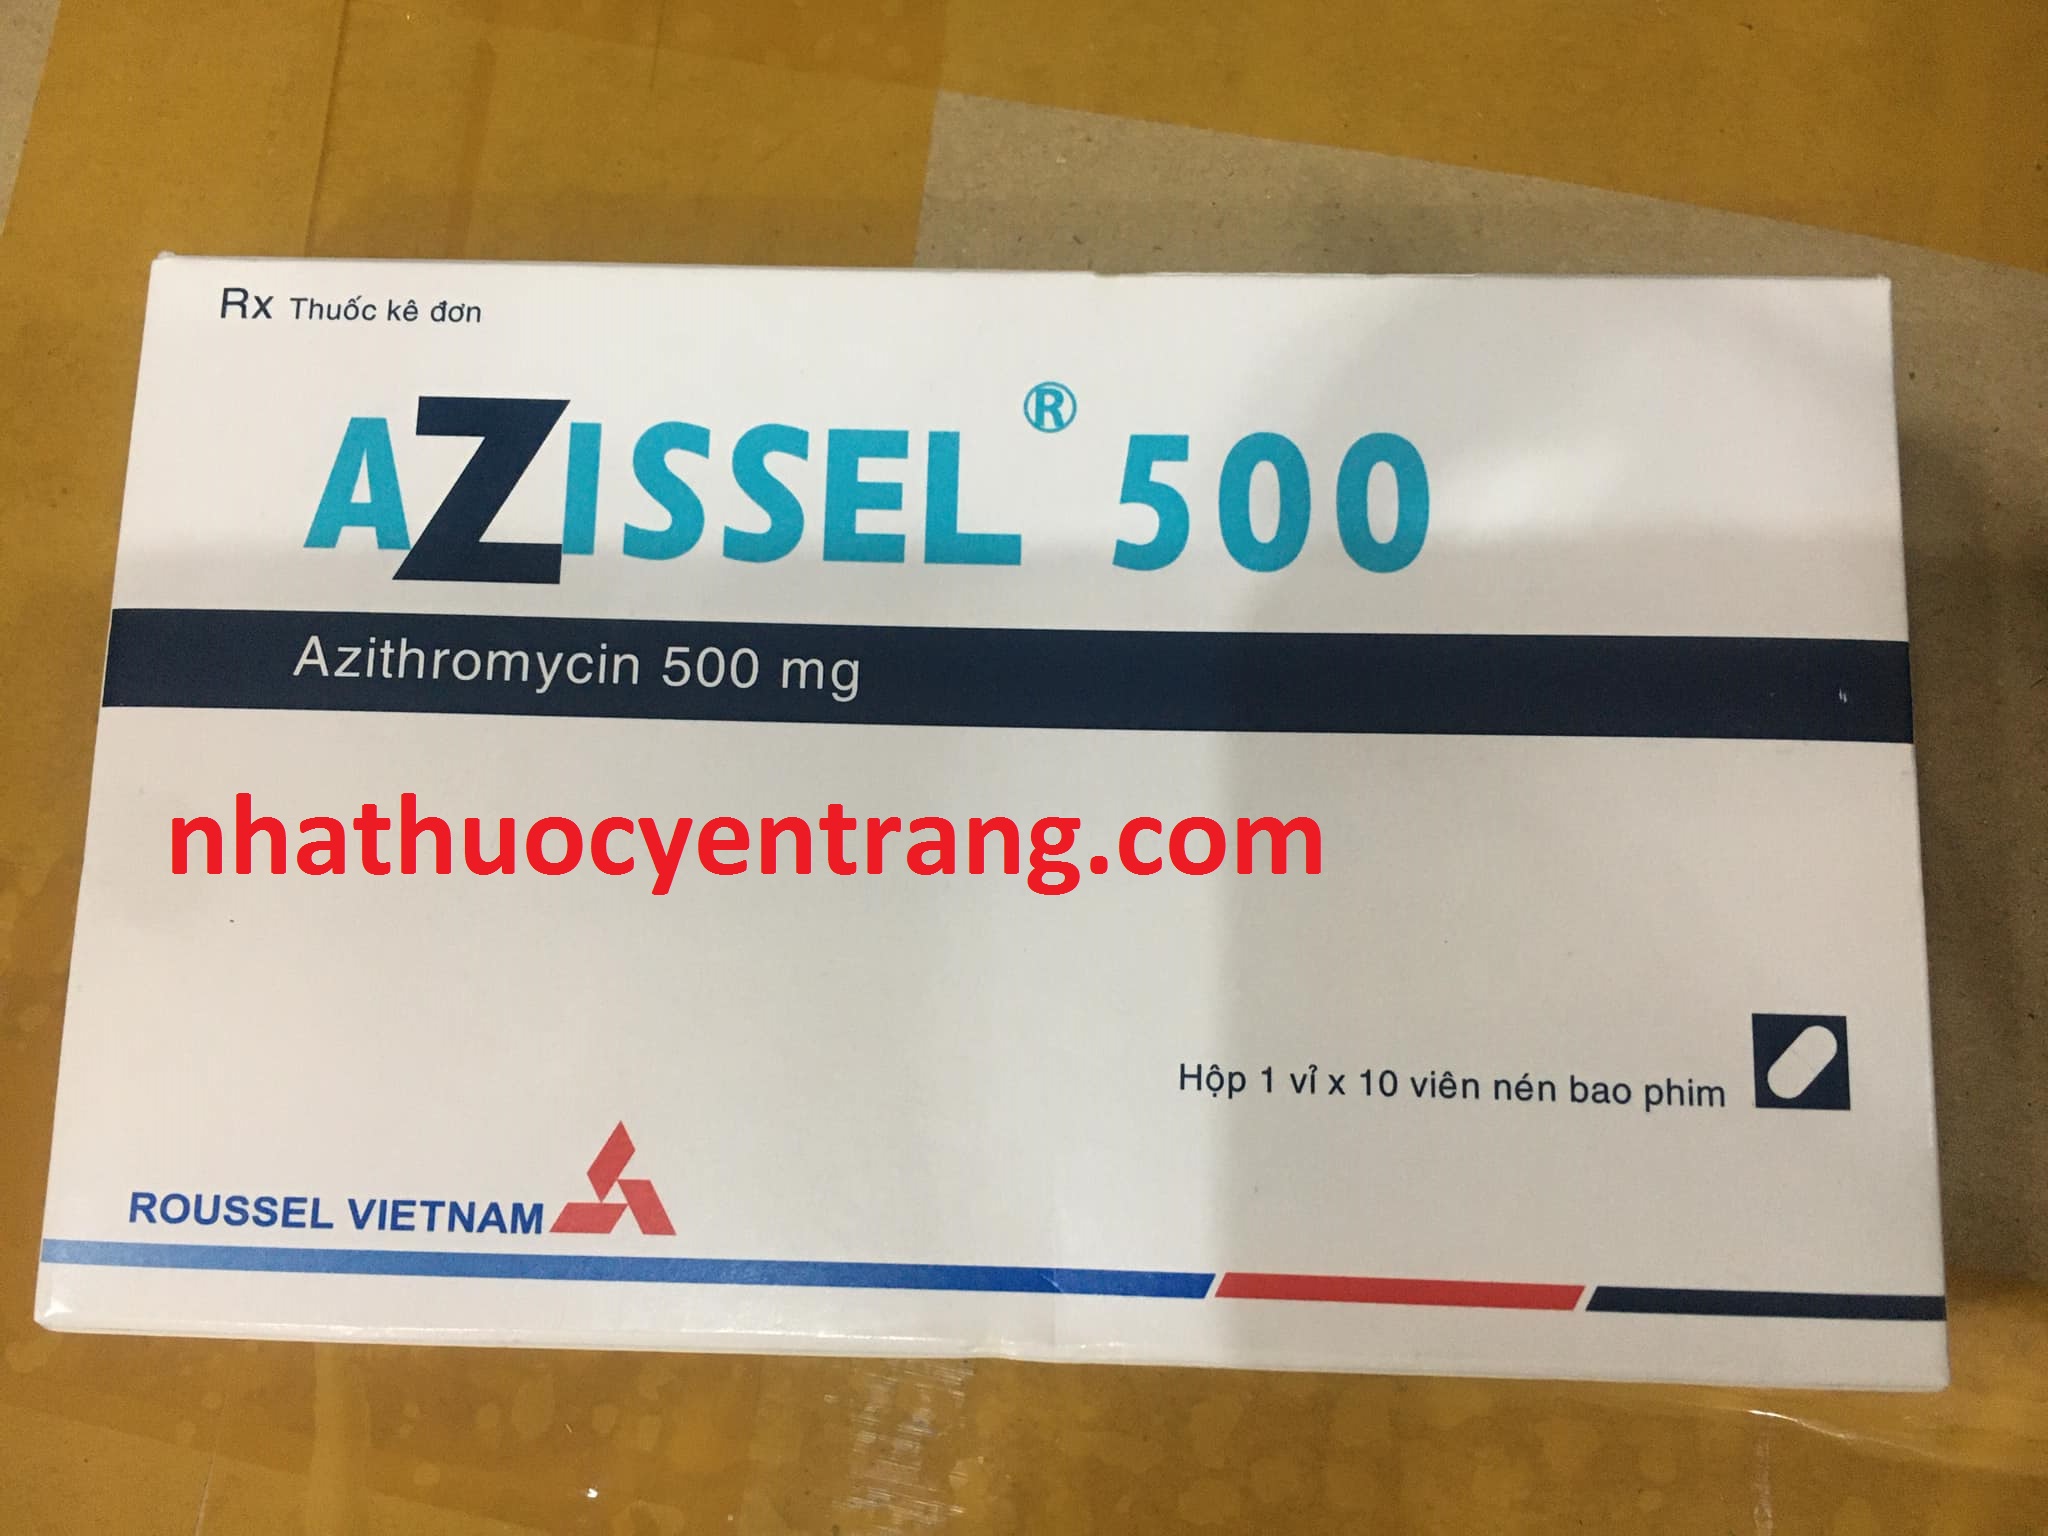 Rx Thuốc kê đơn
AZISSEL® 500
Azithromycin 500 mg
nhathuocyentrang.com
Hộp 1 vỉ x 10 viên nén bao phim
ROUSSEL VIETNAM